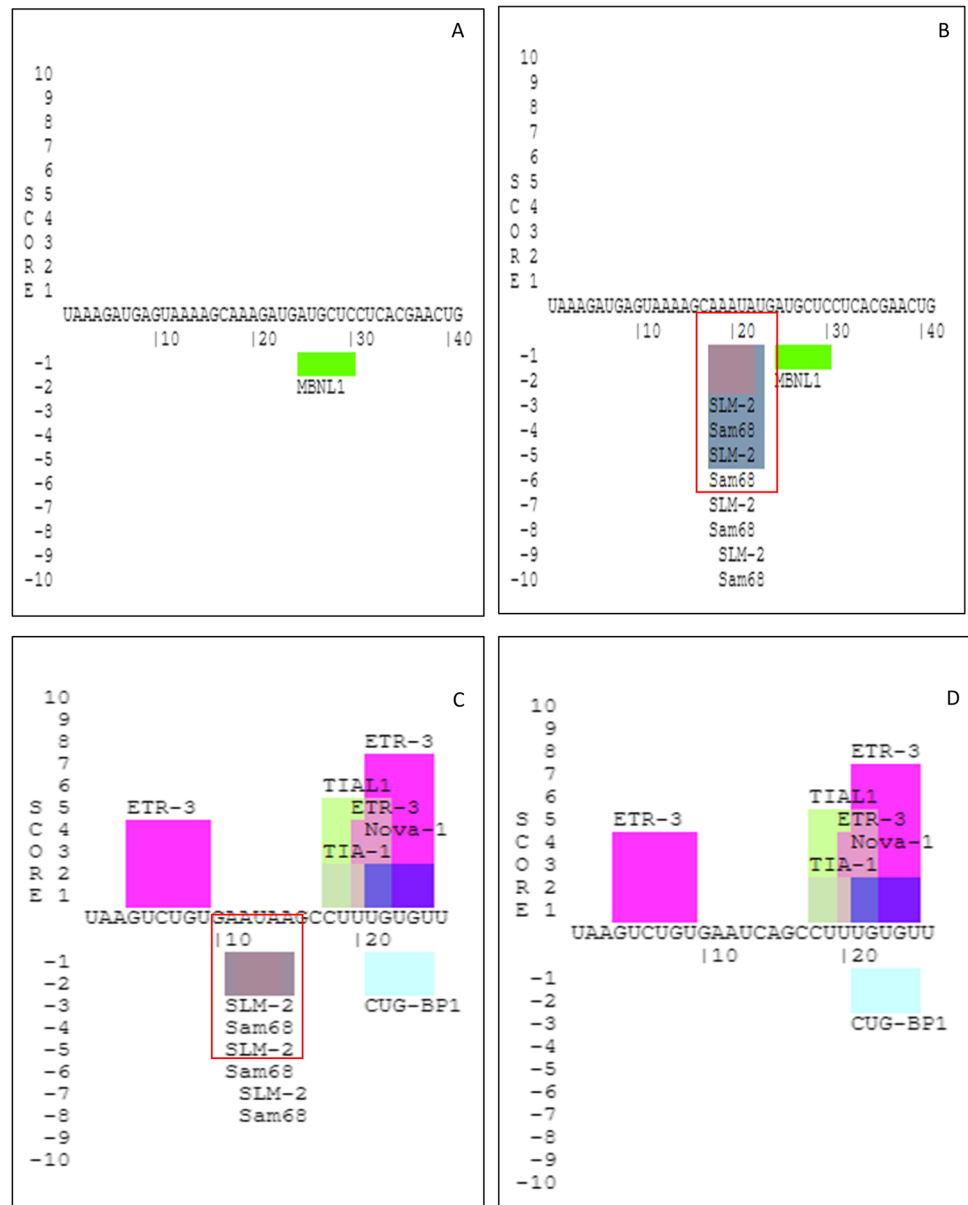 A
10
9
8
7
6
S 5
C 4
O 3
R 2
E 1
UAAAGAUGAGUAAAAGCAAAGAUGAUGCUCCUCACGAACUG
|10 |20 |30 |40
-1
-2 MBNL1
-3
-4
-5
-6
-7
-8
-9
-10
B
10
9
8
7
6
S 5
C 4
O 3
R 2
E 1
UAAAGAUGAGUAAAAGCAAAUAUGAUGCUCCUCACGAACUG
|10 |20 |30 |40
-1
-2 MBNL1
-3 SLM-2
-4 Sam68
-5 SLM-2
-6 Sam68
-7 SLM-2
-8 Sam68
-9 SLM-2
-10 Sam68
C
10
9
8 ETR-3
7
6 TIAL1
S 5 ETR-3 ETR-3
C 4 Nova-1
O 3 TIA-1
R 2
E 1
UAAGUCUGUGAAUAAGCCUUUGUGUU
|10 |20
-1
-2
-3 SLM-2 CUG-BP1
-4 Sam68
-5 SLM-2
-6 Sam68
-7 SLM-2
-8 Sam68
-9
-10
D
10
9
8 ETR-3
7
6 TIAL1
S 5 ETR-3 ETR-3
C 4 Nova-1
O 3 TIA-1
R 2
E 1
UAAGUCUGUGAAUCAGCCUUUGUGUU
|10 |20
-1
-2
-3 CUG-BP1
-4
-5
-6
-7
-8
-9
-10